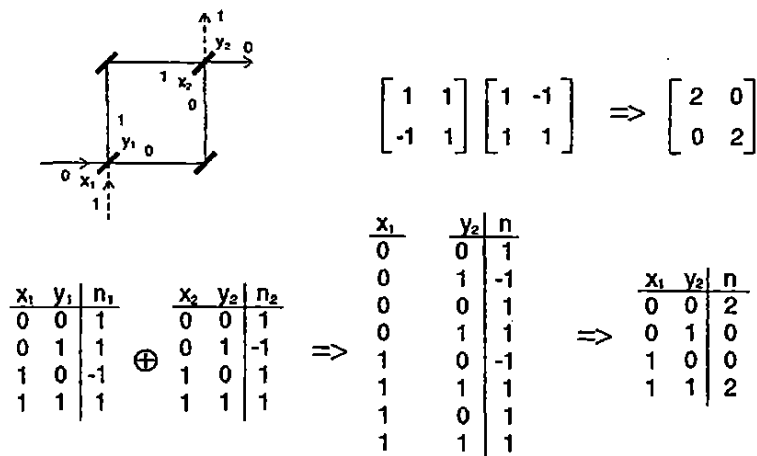 1
y₂ 0
1 x₂
0
1
y₁ 0
0 x₁
1
[ 1 1 ] [ 1 -1 ] => [ 2 0 ]
[ -1 1 ] [ 1 1 ] [ 0 2 ]
x₁ y₁ n₁
0 0 1
0 1 1
1 0 -1
1 1 1
⊕
x₂ y₂ n₂
0 0 1
0 1 -1
1 0 1
1 1 1
=>
x₁ y₂ n
0 0 1
0 1 -1
0 0 1
0 1 1
1 0 -1
1 1 1
1 0 1
1 1 1
=>
x₁ y₂ n
0 0 2
0 1 0
1 0 0
1 1 2